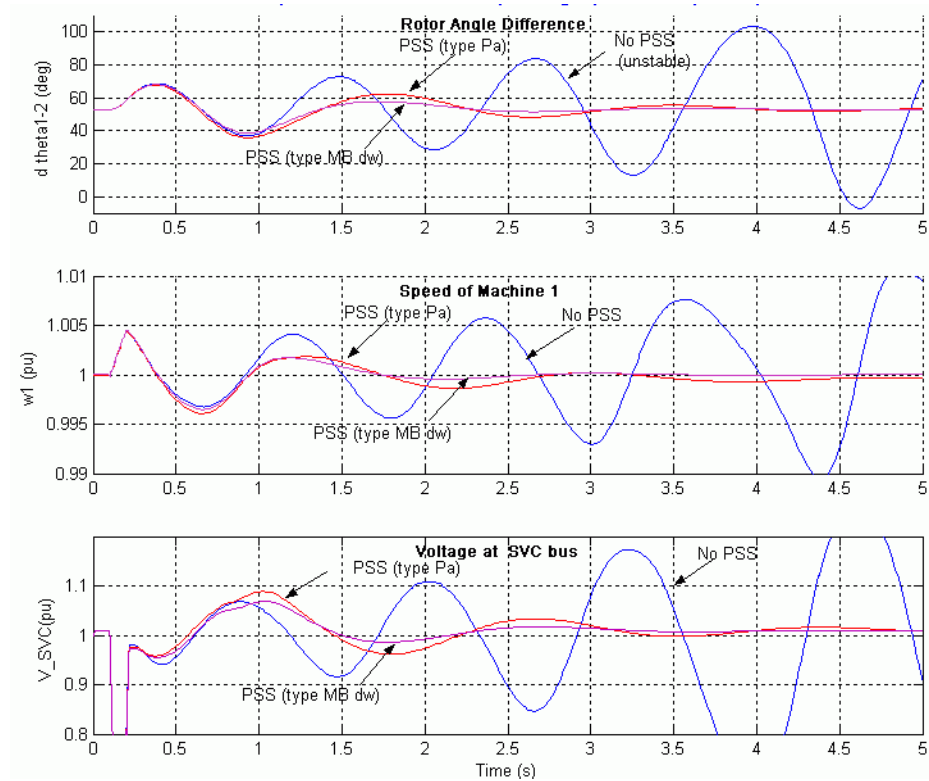 Rotor Angle Difference
PSS (type Pa)
No PSS
(unstable)
PSS (type MB dw)
d theta1-2 (deg)
100
80
60
40
20
0
0 0.5 1 1.5 2 2.5 3 3.5 4 4.5 5
Speed of Machine 1
PSS (type Pa)
No PSS
PSS (type MB dw)
w1 (pu)
1.01
1.005
1
0.995
0.99
0 0.5 1 1.5 2 2.5 3 3.5 4 4.5 5
Voltage at SVC bus
PSS (type Pa)
No PSS
PSS (type MB dw)
V_SVC(pu)
1.1
1
0.9
0.8
0 0.5 1 1.5 2 2.5 3 3.5 4 4.5 5
Time (s)